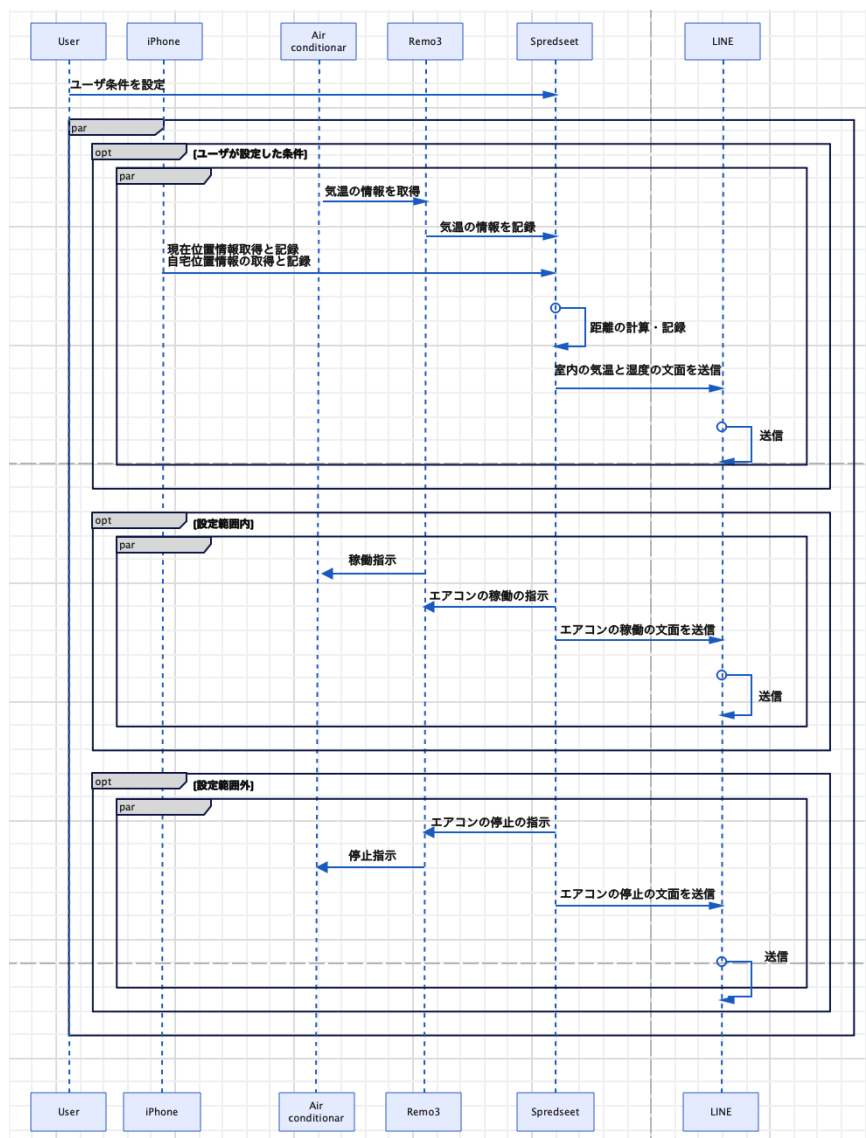 User
iPhone
Air
conditionar
Remo3
Spredseet
LINE
ユーザ条件を設定
par
opt
[ユーザが設定した条件]
par
気温の情報を取得
気温の情報を記録
現在位置情報取得と記録
自宅位置情報の取得と記録
距離の計算・記録
室内の気温と湿度の文面を送信
送信
opt
[設定範囲内]
par
稼働指示
エアコンの稼働の指示
エアコンの稼働の文面を送信
送信
opt
[設定範囲外]
par
エアコンの停止の指示
停止指示
エアコンの停止の文面を送信
送信
User
iPhone
Air
conditionar
Remo3
Spredseet
LINE